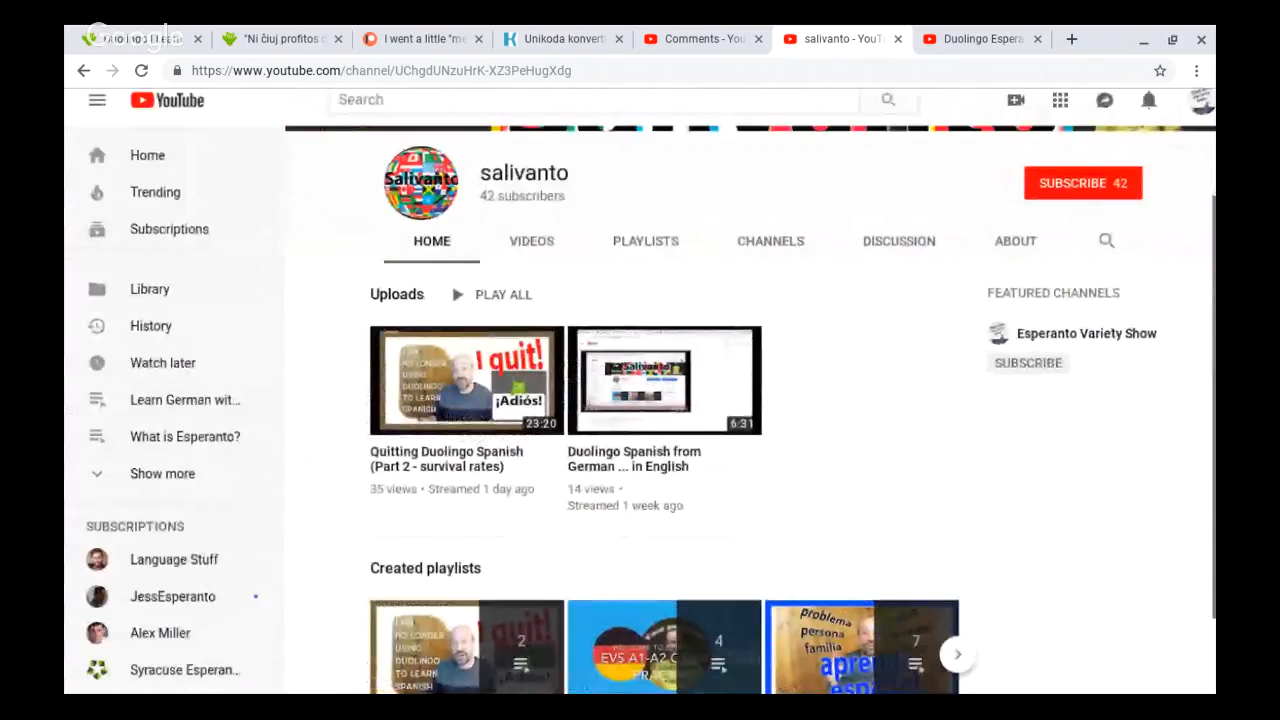 Google
Duolingo: Learn
"Ni ĉiuj profitos
I went a little "me
Unikoda konvert
Comments - You
salivanto - YouT
Duolingo Espera
https://www.youtube.com/channel/UChgdUNzuHrK-XZ3PeHugXdg
YouTube
Search
Home
Trending
Subscriptions
Library
History
Watch later
Learn German wit...
What is Esperanto?
Show more
SUBSCRIPTIONS
Language Stuff
JessEsperanto
Alex Miller
Syracuse Esperan...
Salivanto
salivanto
42 subscribers
SUBSCRIBE 42
HOME VIDEOS PLAYLISTS CHANNELS DISCUSSION ABOUT
Uploads PLAY ALL
I AM
NO LONGER
USING
DUOLINGO
TO LEARN
SPANISH
I quit!
¡Adiós!
23:20
Salivanto
6:31
Quitting Duolingo Spanish
(Part 2 - survival rates)
35 views • Streamed 1 day ago
Duolingo Spanish from
German ... in English
14 views •
Streamed 1 week ago
FEATURED CHANNELS
Esperanto Variety Show
SUBSCRIBE
Created playlists
I AM
NO LONGER
USING
DUOLINGO
TO LEARN
SPANISH
I quit!
¡Adiós!
2
EVS A1-A2
PRAC
4
problema
persona
familia
7